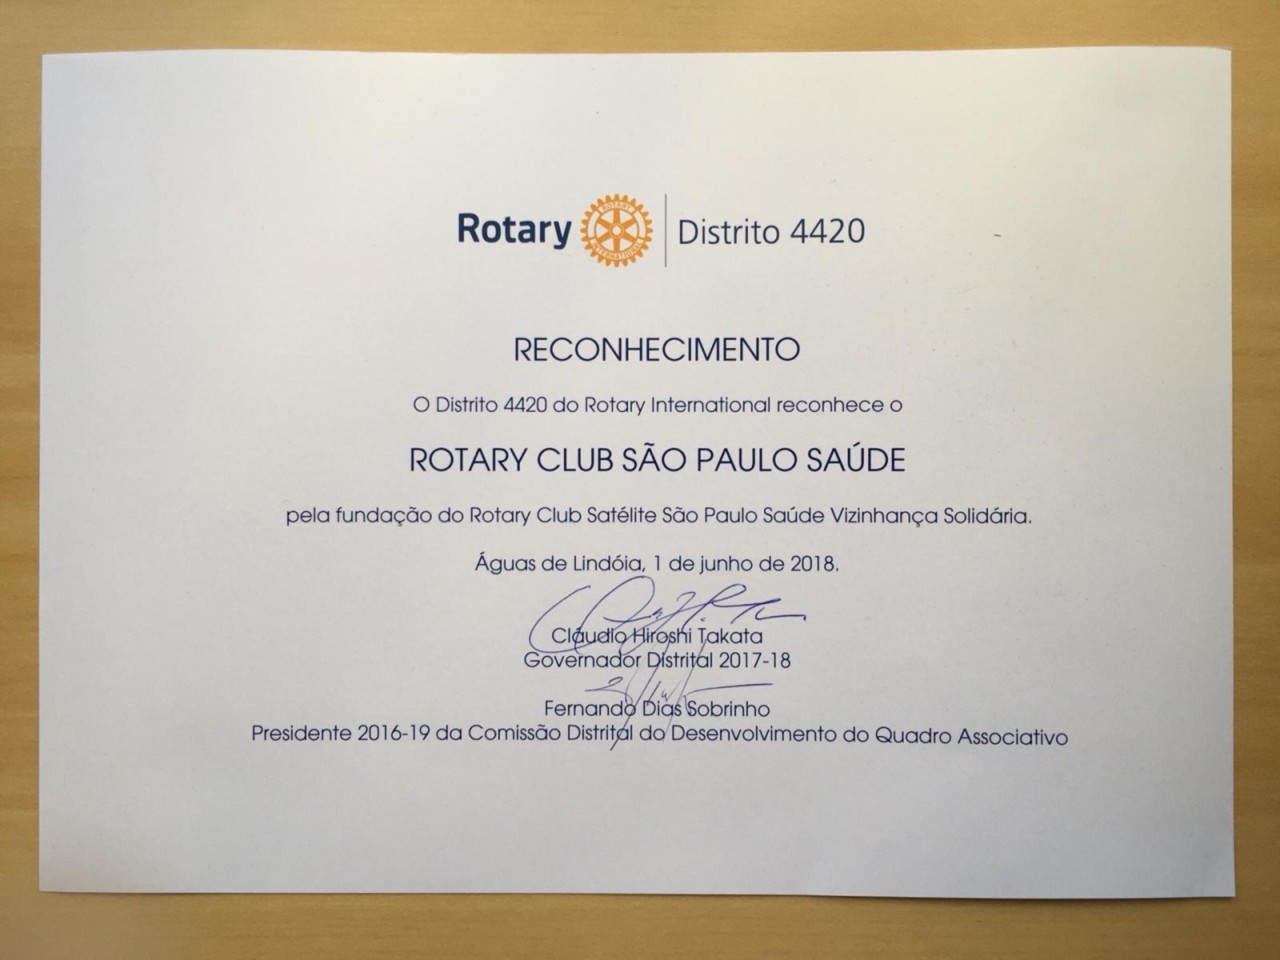 Rotary
ROTARY
INTERNATIONAL
Distrito 4420
RECONHECIMENTO
O Distrito 4420 do Rotary International reconhece o
ROTARY CLUB SÃO PAULO SAÚDE
pela fundação do Rotary Club Satélite São Paulo Saúde Vizinhança Solidária.
Águas de Lindóia, 1 de junho de 2018.
Cláudio Hiroshi Takata
Governador Distrital 2017-18
Fernando Dias Sobrinho
Presidente 2016-19 da Comissão Distrital do Desenvolvimento do Quadro Associativo